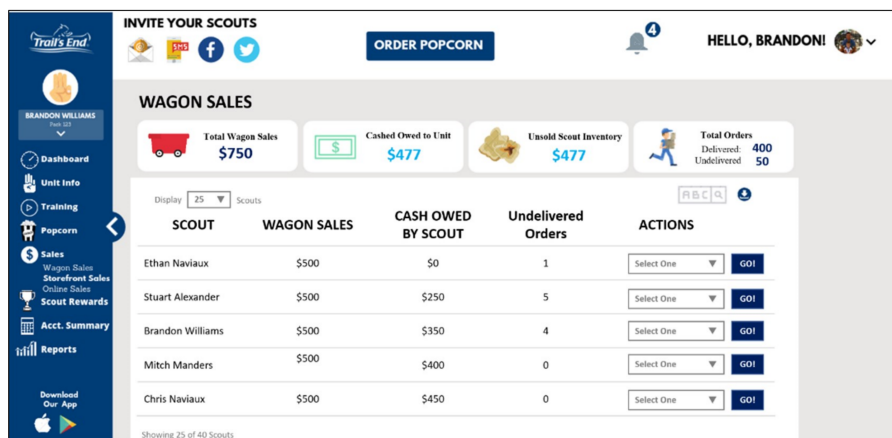 INVITE YOUR SCOUTS
Trail's End
SMS
ORDER POPCORN
4
HELLO, BRANDON!
BRANDON WILLIAMS
Pack 123
Dashboard
Unit Info
Training
Popcorn
Sales
Wagon Sales
Storefront Sales
Online Sales
Scout Rewards
Acct. Summary
Reports
Download
Our App
WAGON SALES
Total Wagon Sales
$750
Cashed Owed to Unit
$477
Unsold Scout Inventory
$477
Total Orders
Delivered: 400
Undelivered 50
Display 25 Scouts
ABC
SCOUT WAGON SALES CASH OWED BY SCOUT Undelivered Orders ACTIONS
Ethan Naviaux $500 $0 1 Select One GO!
Stuart Alexander $500 $250 5 Select One GO!
Brandon Williams $500 $350 4 Select One GO!
Mitch Manders $500 $400 0 Select One GO!
Chris Naviaux $500 $450 0 Select One GO!
Showing 25 of 40 Scouts